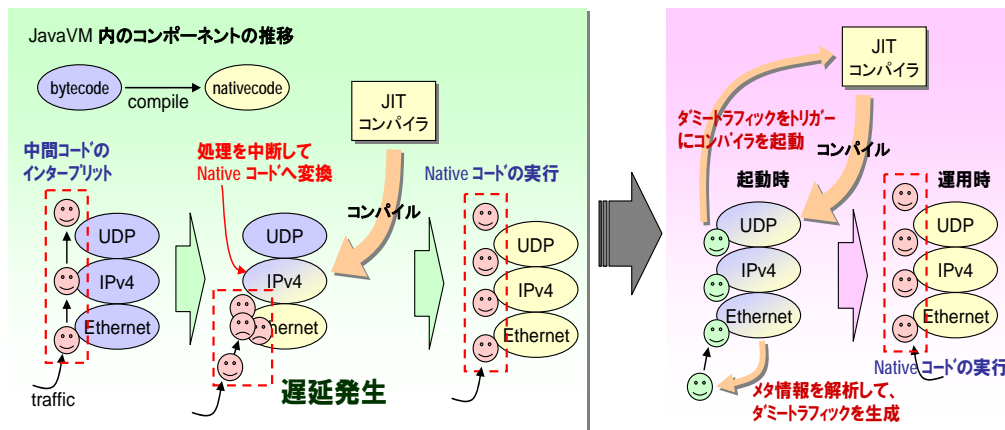 JavaVM 内のコンポーネントの推移
bytecode
compile
nativecode
JIT
コンパイラ
中間コードの
インタープリット
処理を中断して
Native コードへ変換
Native コードの実行
コンパイル
UDP
IPv4
Ethernet
UDP
IPv4
hernet
UDP
IPv4
Ethernet
traffic
遅延発生
JIT
コンパイラ
ダミートラフィックをトリガー
にコンパイラを起動
コンパイル
起動時
運用時
UDP
IPv4
Ethernet
UDP
IPv4
Ethernet
Native コードの実行
メタ情報を解析して、
ダミートラフィックを生成